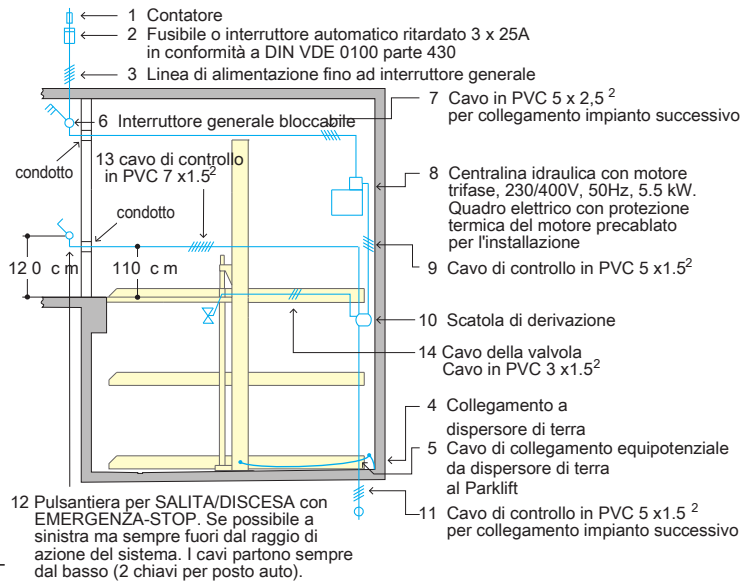 1 Contatore
2 Fusibile o interruttore automatico ritardato 3 x 25A
in conformità a DIN VDE 0100 parte 430
3 Linea di alimentazione fino ad interruttore generale
6 Interruttore generale bloccabile
7 Cavo in PVC 5 x 2,5 ²
per collegamento impianto successivo
condotto
13 cavo di controllo
in PVC 7 x1.5²
8 Centralina idraulica con motore
trifase, 230/400V, 50Hz, 5.5 kW.
Quadro elettrico con protezione
termica del motore precablato
per l'installazione
condotto
120 cm
110 cm
9 Cavo di controllo in PVC 5 x1.5²
10 Scatola di derivazione
14 Cavo della valvola
Cavo in PVC 3 x1.5²
4 Collegamento a
dispersore di terra
5 Cavo di collegamento equipotenziale
da dispersore di terra
al Parklift
11 Cavo di controllo in PVC 5 x1.5 ²
per collegamento impianto successivo
12 Pulsantiera per SALITA/DISCESA con
EMERGENZA-STOP. Se possibile a
sinistra ma sempre fuori dal raggio di
azione del sistema. I cavi partono sempre
dal basso (2 chiavi per posto auto).